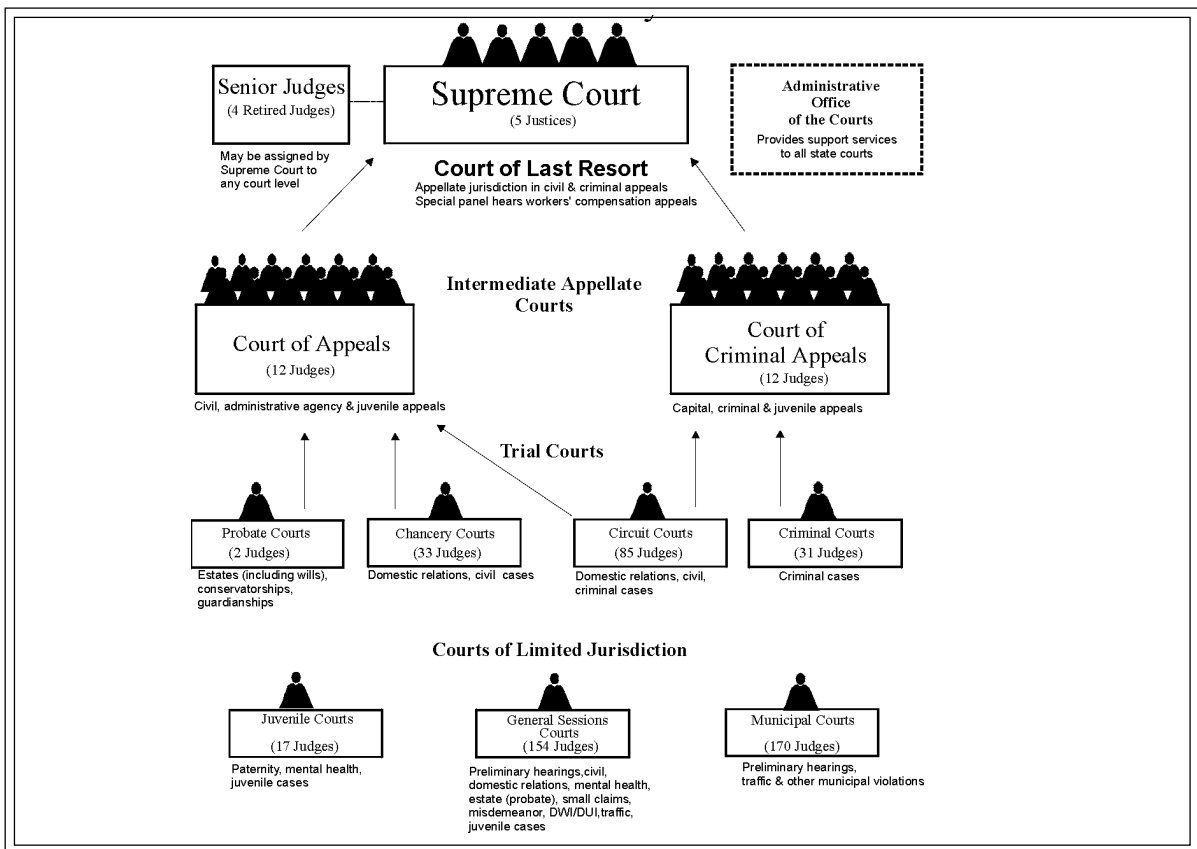 Senior Judges
(4 Retired Judges)
May be assigned by
Supreme Court to
any court level
Supreme Court
(5 Justices)
Court of Last Resort
Appellate jurisdiction in civil & criminal appeals
Special panel hears workers' compensation appeals
Administrative
Office
of the Courts
Provides support services
to all state courts
Intermediate Appellate
Courts
Court of Appeals
(12 Judges)
Civil, administrative agency & juvenile appeals
Court of
Criminal Appeals
(12 Judges)
Capital, criminal & juvenile appeals
Trial Courts
Probate Courts
(2 Judges)
Estates (including wills),
conservatorships,
guardianships
Chancery Courts
(33 Judges)
Domestic relations, civil cases
Circuit Courts
(85 Judges)
Domestic relations, civil,
criminal cases
Criminal Courts
(31 Judges)
Criminal cases
Courts of Limited Jurisdiction
Juvenile Courts
(17 Judges)
Paternity, mental health,
juvenile cases
General Sessions
Courts
(154 Judges)
Preliminary hearings,civil,
domestic relations, mental health,
estate (probate), small claims,
misdemeanor, DWI/DUI,traffic,
juvenile cases
Municipal Courts
(170 Judges)
Preliminary hearings,
traffic & other municipal violations